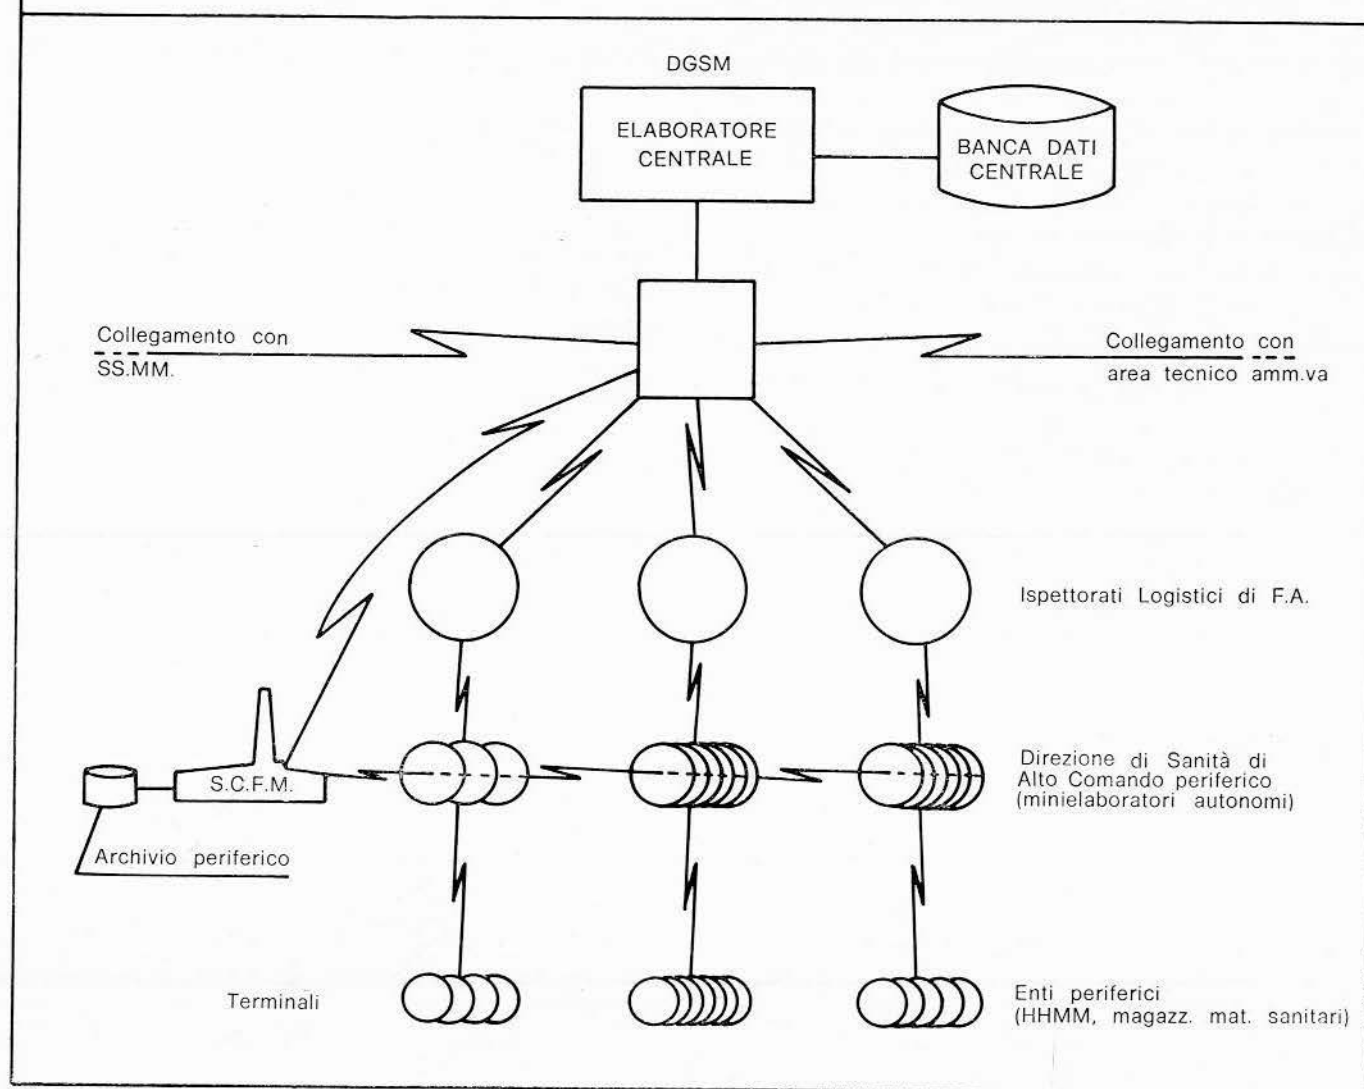 DGSM
ELABORATORE
CENTRALE
BANCA DATI
CENTRALE
Collegamento con
SS.MM.
Collegamento con
area tecnico amm.va
Ispettorati Logistici di F.A.
S.C.F.M.
Direzione di Sanità di
Alto Comando periferico
(minielaboratori autonomi)
Archivio periferico
Terminali
Enti periferici
(HHMM, magazz. mat. sanitari)